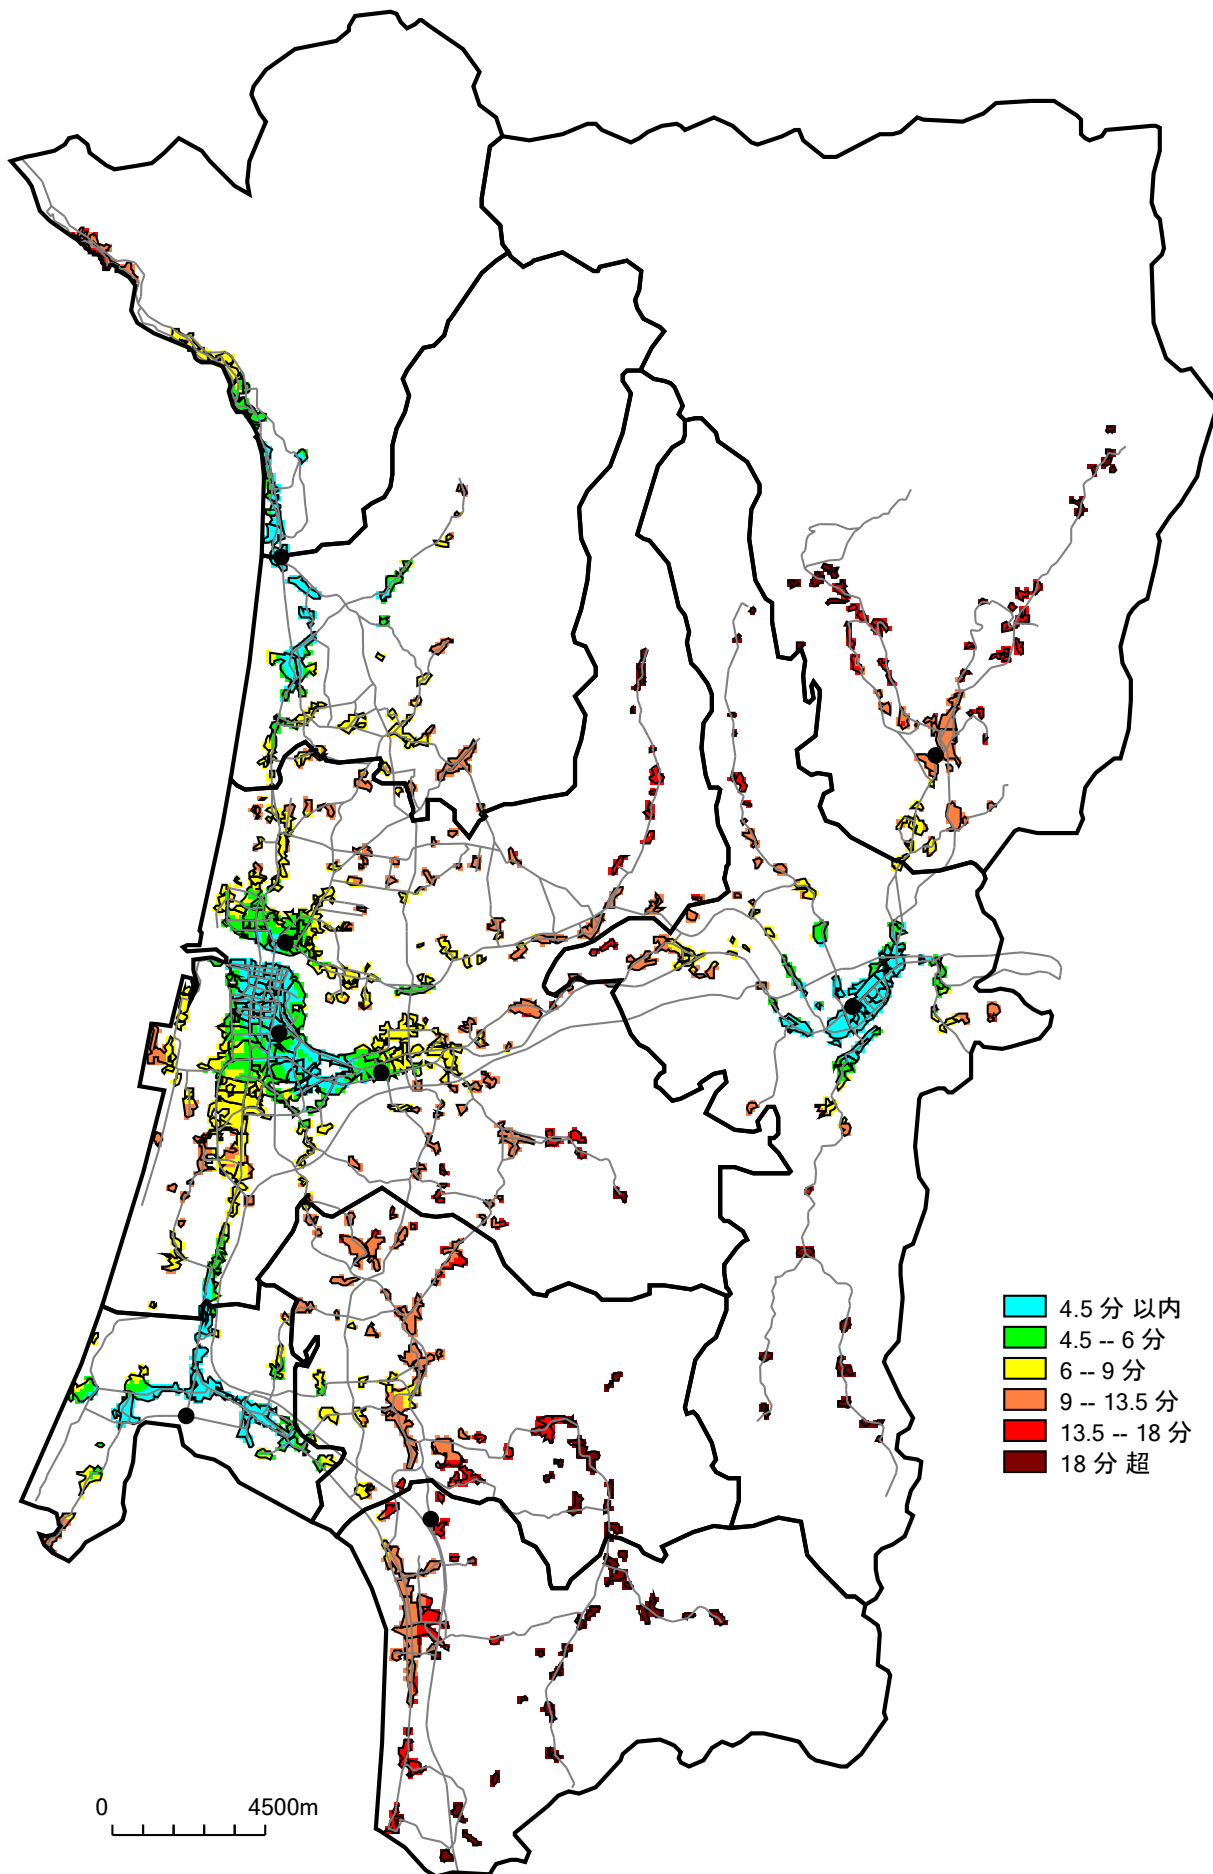 4.5 分 以内
4.5 -- 6 分
6 -- 9 分
9 -- 13.5 分
13.5 -- 18 分
18 分 超
0 4500m